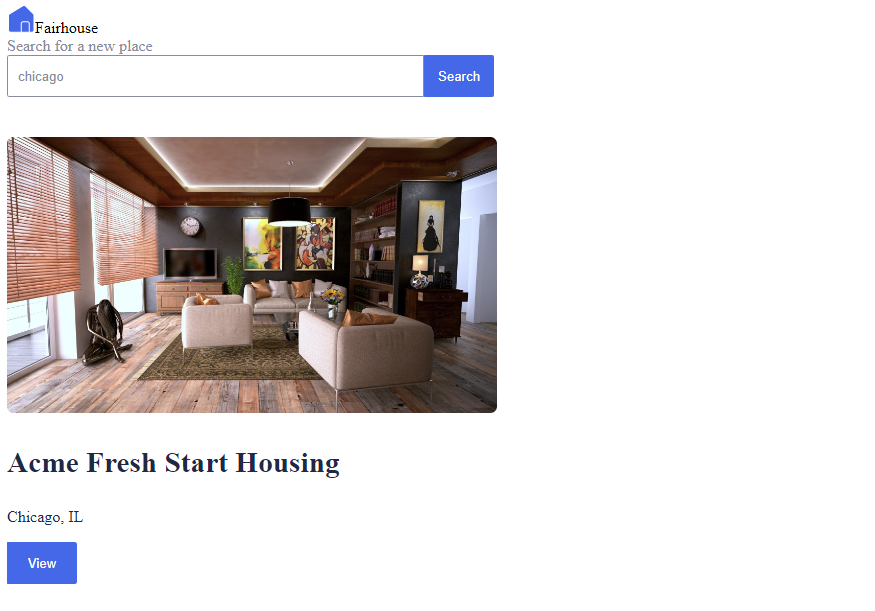 Fairhouse
Search for a new place
chicago
Search
Acme Fresh Start Housing
Chicago, IL
View